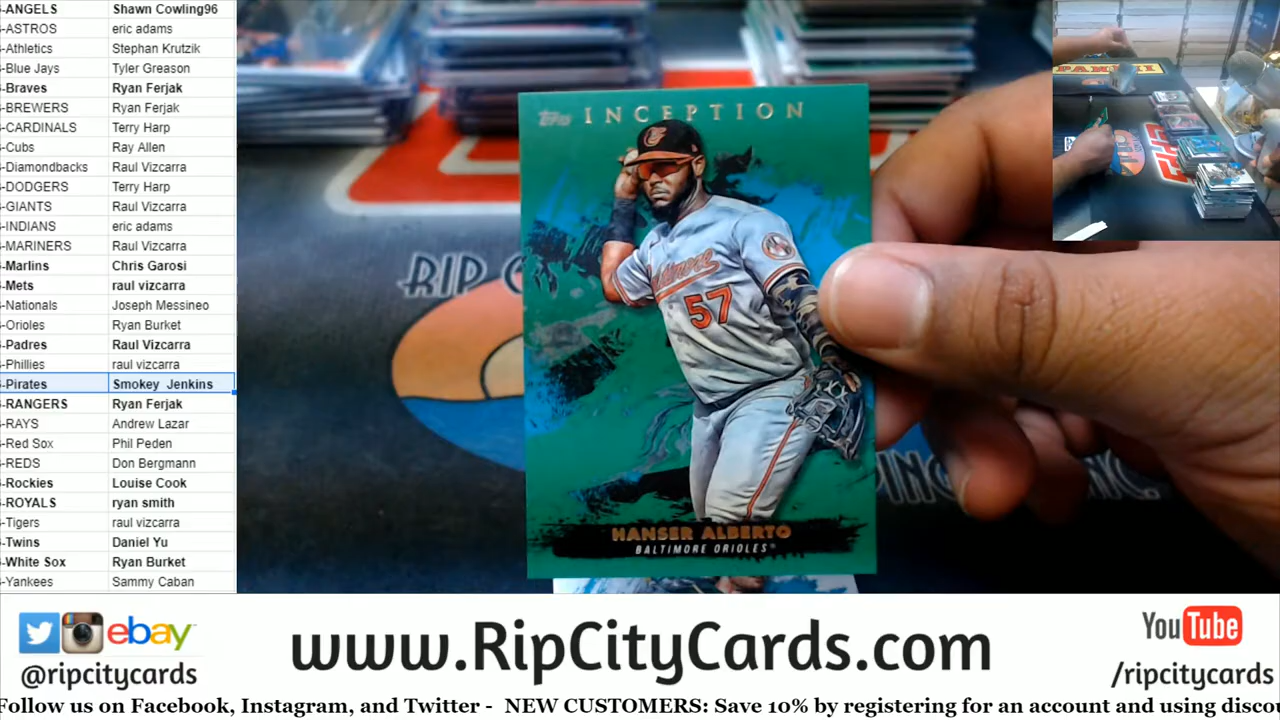 -ANGELS Shawn Cowling96
-ASTROS eric adams
-Athletics Stephan Krutzik
-Blue Jays Tyler Greason
-Braves Ryan Ferjak
-BREWERS Ryan Ferjak
-CARDINALS Terry Harp
-Cubs Ray Allen
-Diamondbacks Raul Vizcarra
-DODGERS Terry Harp
-GIANTS Raul Vizcarra
-INDIANS eric adams
-MARINERS Raul Vizcarra
-Marlins Chris Garosi
-Mets raul vizcarra
-Nationals Joseph Messineo
-Orioles Ryan Burket
-Padres Raul Vizcarra
-Phillies raul vizcarra
-Pirates Smokey Jenkins
-RANGERS Ryan Ferjak
-RAYS Andrew Lazar
-Red Sox Phil Peden
-REDS Don Bergmann
-Rockies Louise Cook
-ROYALS ryan smith
-Tigers raul vizcarra
-Twins Daniel Yu
-White Sox Ryan Burket
-Yankees Sammy Caban
Topps INCEPTION
Baltimore
57
HANSER ALBERTO
BALTIMORE ORIOLES
RIP
INC.
PANINI
ebay
@ripcitycards
www.RipCityCards.com
YouTube
/ripcitycards
Follow us on Facebook, Instagram, and Twitter - NEW CUSTOMERS: Save 10% by registering for an account and using discou